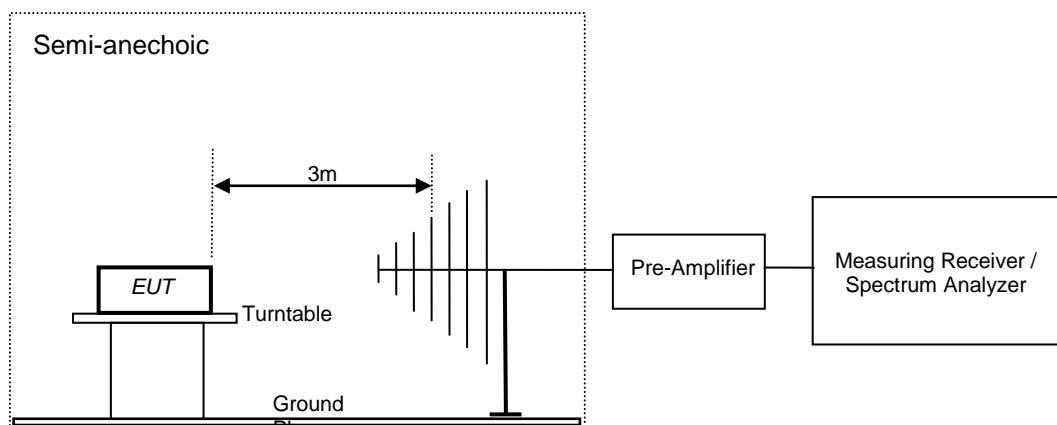 Semi-anechoic
3m
EUT
Turntable
Pre-Amplifier
Measuring Receiver /
Spectrum Analyzer
Ground